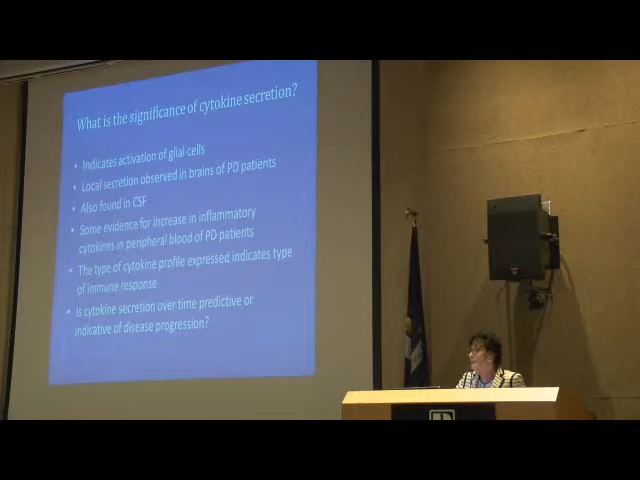 What is the significance of cytokine secretion?
• Indicates activation of glial cells
• Local secretion observed in brains of PD patients
• Also found in CSF
• Some evidence for increase in inflammatory
cytokines in peripheral blood of PD patients
• The type of cytokine profile expressed indicates type
of immune response
• Is cytokine secretion over time predictive or
indicative of disease progression?